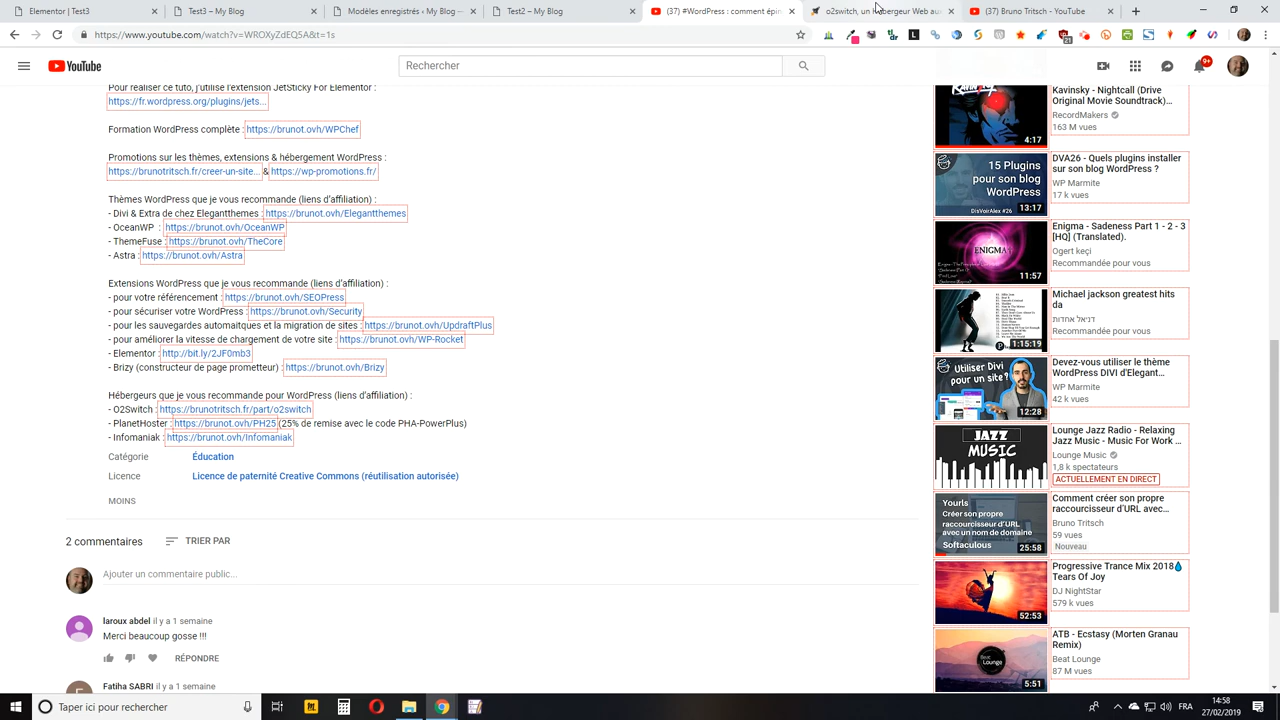 Elementor | Test3
Test3 – My Blog
Modèles enregistrés ‹ My Blog —
Test2 – My Blog
(37) #WordPress : comment épin
o2switch, un hébergeur Web au
(37) Bruno Tritsch - YouTube
https://www.youtube.com/watch?v=WROXyZdEQ5A&t=1s
21
YouTube
Rechercher
9+
Pour réaliser ce tuto, j'utilise l'extension JetSticky For Elementor :
https://fr.wordpress.org/plugins/jets...
Formation WordPress complète : https://brunot.ovh/WPChef
Promotions sur les thèmes, extensions & hébergement WordPress :
https://brunotritsch.fr/creer-un-site... & https://wp-promotions.fr/
Thèmes WordPress que je vous recommande (liens d'affiliation) :
- Divi & Extra de chez Elegantthemes : https://brunot.ovh/Elegantthemes
- OceanWP : https://brunot.ovh/OceanWP
- ThemeFuse : https://brunot.ovh/TheCore
- Astra : https://brunot.ovh/Astra
Extensions WordPress que je vous recommande (liens d'affiliation) :
- pour votre référencement : https://brunot.ovh/SEOPress
- pour sécuriser votre WordPress : https://brunot.ovh/Security
- pour les sauvegardes automatiques et la migration de sites : https://brunot.ovh/UpdraftPlus
- pour améliorer la vitesse de chargement de votre site : https://brunot.ovh/WP-Rocket
- Elementor : http://bit.ly/2JF0mb3
- Brizy (constructeur de page prometteur) : https://brunot.ovh/Brizy
Hébergeurs que je vous recommande pour WordPress (liens d'affiliation) :
- O2Switch : https://brunotritsch.fr/part-o2switch
- PlanetHoster : https://brunot.ovh/PH25 (25% rabais avec le code PHA-PowerPlus)
- Infomaniak : https://brunot.ovh/Infomaniak
Catégorie Éducation
Licence Licence de paternité Creative Commons (réutilisation autorisée)
MOINS
2 commentaires TRIER PAR
Ajouter un commentaire public...
laroux abdel il y a 1 semaine
Merci beaucoup gosse !!!
RÉPONDRE
Fatiha SABRI il y a 1 semaine
KAVINSKY
4:17
Kavinsky - Nightcall (Drive
Original Movie Soundtrack)...
RecordMakers
163 M vues
15 Plugins
pour son blog
WordPress
DisVoirAlex #26
13:17
DVA26 - Quels plugins installer
sur son blog WordPress ?
WP Marmite
17 k vues
ENIGMA
11:57
Enigma - Sadeness Part 1 - 2 - 3
[HQ] (Translated).
Ogert keçi
Recommandée pour vous
1:15:19
Michael jackson greatest hits
da
דניאל אחדות
Recommandée pour vous
Utiliser Divi
pour un site ?
12:28
Devez-vous utiliser le thème
WordPress DIVI d'Elegant...
WP Marmite
42 k vues
JAZZ
MUSIC
Lounge Jazz Radio - Relaxing
Jazz Music - Music For Work ...
Lounge Music
1,8 k spectateurs
ACTUELLEMENT EN DIRECT
Yourls
Créer son propre
raccourcisseur d'URL
avec un nom de domaine
Softaculous
25:58
Comment créer son propre
raccourcisseur d'URL avec...
Bruno Tritsch
59 vues
Nouveau
52:53
Progressive Trance Mix 2018💧
Tears Of Joy
DJ NightStar
579 k vues
Beat
Lounge
5:51
ATB - Ecstasy (Morten Granau
Remix)
Beat Lounge
87 M vues
Taper ici pour rechercher
FRA
14:58
27/02/2019